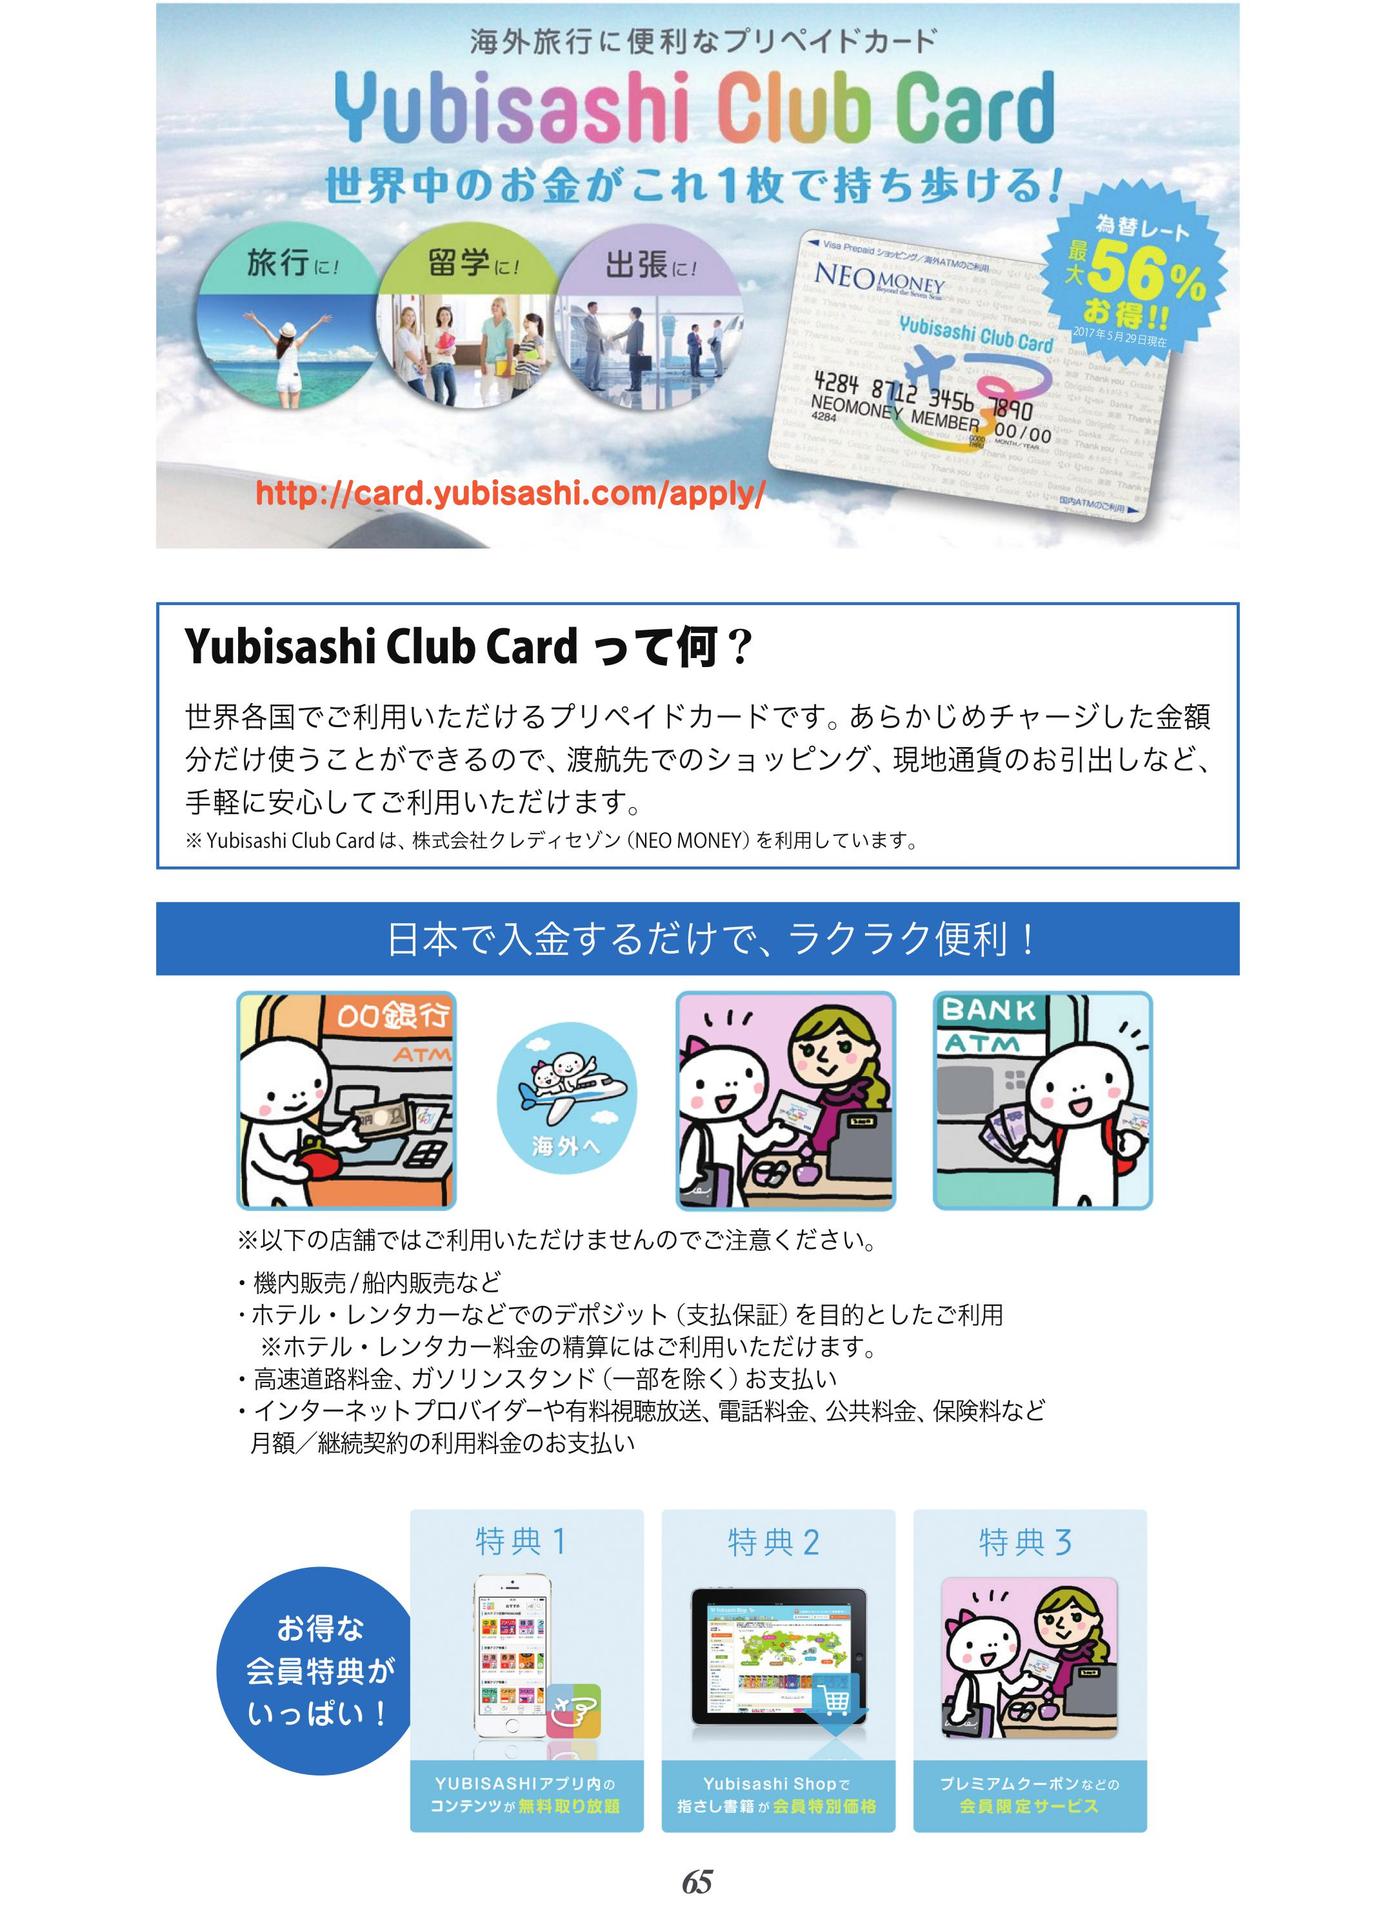 海外旅行に便利なプリペイドカード
Yubisashi Club Card
世界中のお金がこれ1枚で持ち歩ける!
旅行に!
留学に!
出張に!
為替レート
最大56%
お得!!
2017年5月29日現在
◀ Visa Prepaid ショッピング/海外ATMのご利用
NEO MONEY
Beyond the Seven Seas
Yubisashi Club Card
4284 8712 3456 7890
NEOMONEY MEMBER 00/00
4284
GOOD THRU
MONTH/YEAR
国内ATMのご利用 ▶
http://card.yubisashi.com/apply/
Yubisashi Club Card って何？
世界各国でご利用いただけるプリペイドカードです。あらかじめチャージした金額
分だけ使うことができるので、渡航先でのショッピング、現地通貨のお引出しなど、
手軽に安心してご利用いただけます。
※ Yubisashi Club Card は、株式会社クレディセゾン（NEO MONEY）を利用しています。
日本で入金するだけで、ラクラク便利！
〇〇銀行
ATM
海外へ
BANK
ATM
※以下の店舗ではご利用いただけませんのでご注意ください。
・機内販売/船内販売など
・ホテル・レンタカーなどでのデポジット（支払保証）を目的としたご利用
※ホテル・レンタカー料金の精算にはご利用いただけます。
・高速道路料金、ガソリンスタンド（一部を除く）お支払い
・インターネットプロバイダーや有料視聴放送、電話料金、公共料金、保険料など
月額／継続契約の利用料金のお支払い
お得な
会員特典が
いっぱい！
特典1
YUBISASHIアプリ内の
コンテンツが無料取り放題
特典2
Yubisashi Shopで
指さし書籍が会員特別価格
特典3
プレミアムクーポンなどの
会員限定サービス
65